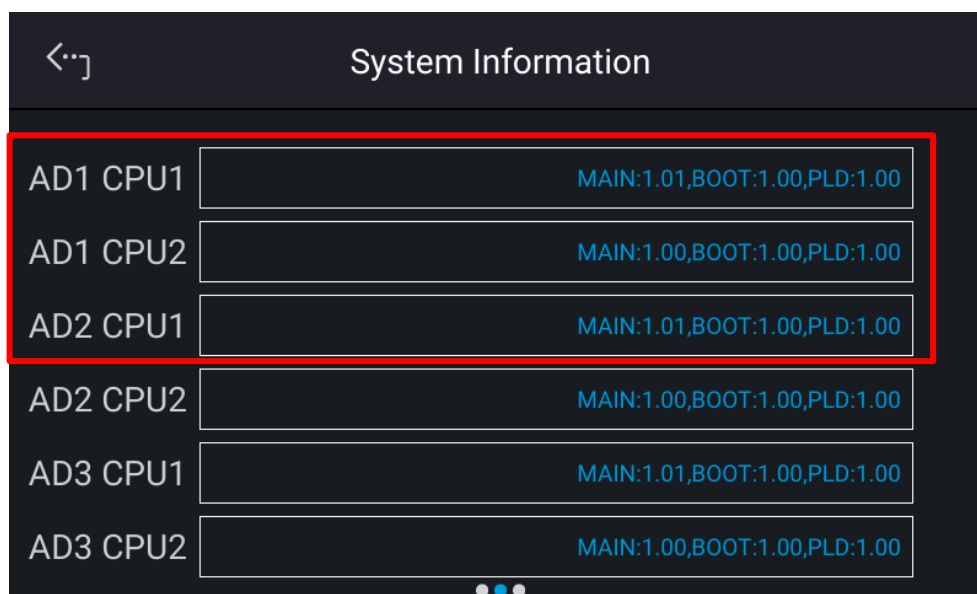 System Information
AD1 CPU1 MAIN:1.01,BOOT:1.00,PLD:1.00
AD1 CPU2 MAIN:1.00,BOOT:1.00,PLD:1.00
AD2 CPU1 MAIN:1.01,BOOT:1.00,PLD:1.00
AD2 CPU2 MAIN:1.00,BOOT:1.00,PLD:1.00
AD3 CPU1 MAIN:1.01,BOOT:1.00,PLD:1.00
AD3 CPU2 MAIN:1.00,BOOT:1.00,PLD:1.00